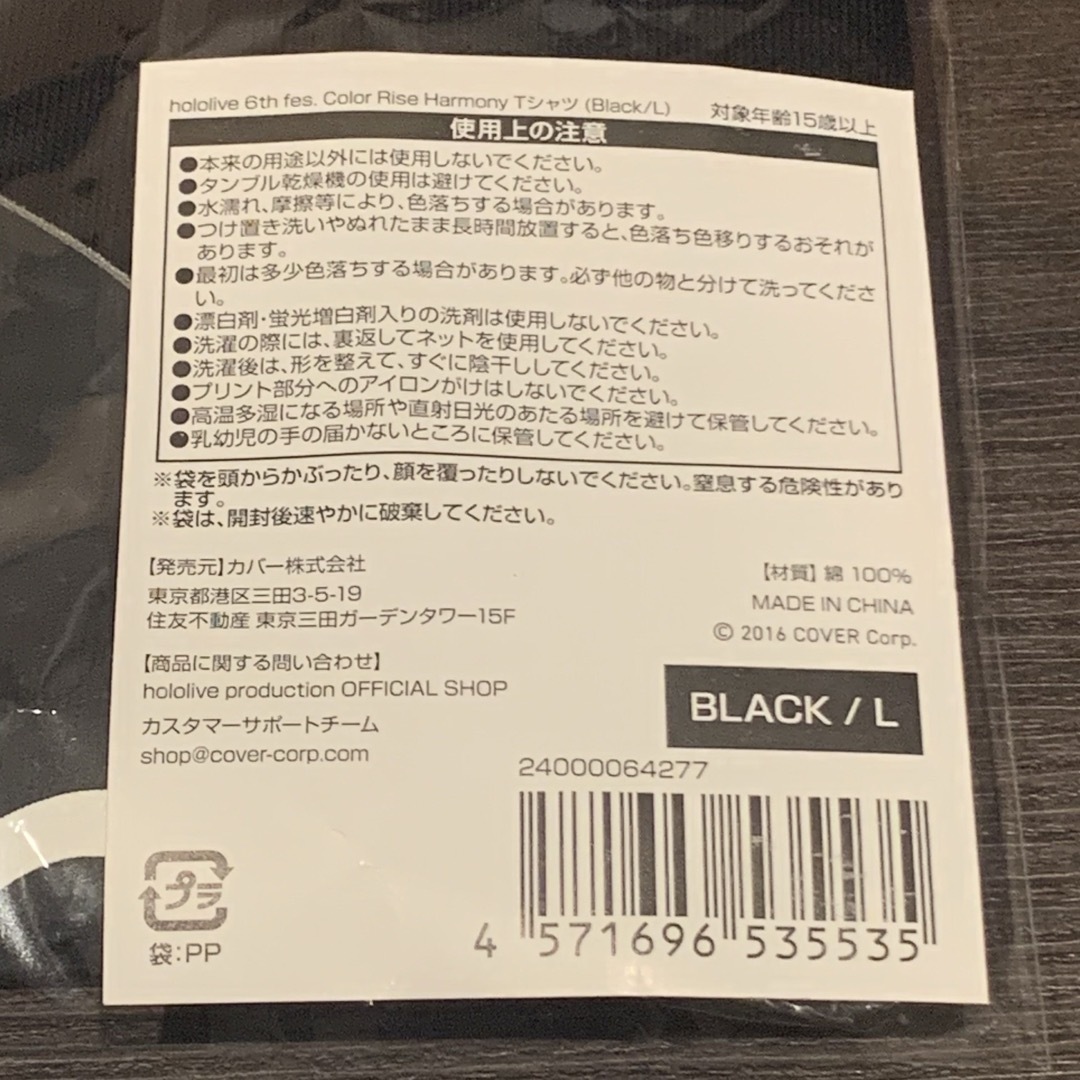 hololive 6th fes. Color Rise Harmony Tシャツ (Black/L) 対象年齢15歳以上
使用上の注意
●本来の用途以外には使用しないでください。
●タンブル乾燥機の使用は避けてください。
●水濡れ、摩擦等により、色落ちする場合があります。
●つけ置き洗いやぬれたまま長時間放置すると、色落ち色移りするおそれが
あります。
●最初は多少色落ちする場合があります。必ず他の物と分けて洗ってくださ
い。
●漂白剤・蛍光増白剤入りの洗剤は使用しないでください。
●洗濯の際には、裏返してネットを使用してください。
●洗濯後は、形を整えて、すぐに陰干ししてください。
●プリント部分へのアイロンがけはしないでください。
●高温多湿になる場所や直射日光のあたる場所を避けて保管してください。
●乳幼児の手の届かないところに保管してください。
※袋を頭からかぶったり、顔を覆ったりしないでください。窒息する危険性があり
ます。
※袋は、開封後速やかに破棄してください。
【発売元】カバー株式会社
東京都港区三田3-5-19
住友不動産 東京三田ガーデンタワー15F
【商品に関する問い合わせ】
hololive production OFFICIAL SHOP
カスタマーサポートチーム
shop@cover-corp.com
【材質】綿 100%
MADE IN CHINA
© 2016 COVER Corp.
BLACK / L
24000064277
4 571696 535535
プラ
袋:PP